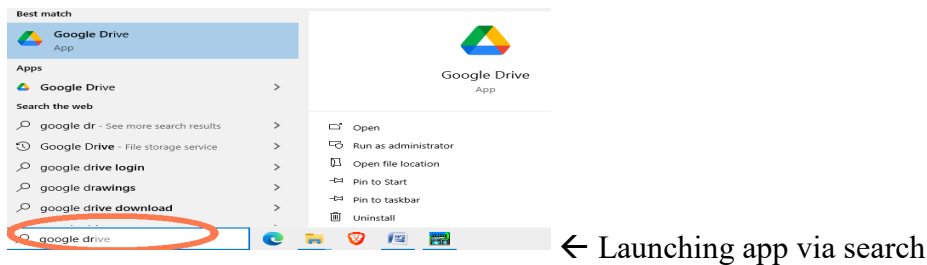 Best match
Google Drive
App
Apps
Google Drive
Search the web
google dr - See more search results
Google Drive - File storage service
google drive login
google drawings
google drive download
google drive
Google Drive
App
Open
Run as administrator
Open file location
Pin to Start
Pin to taskbar
Uninstall
← Launching app via search